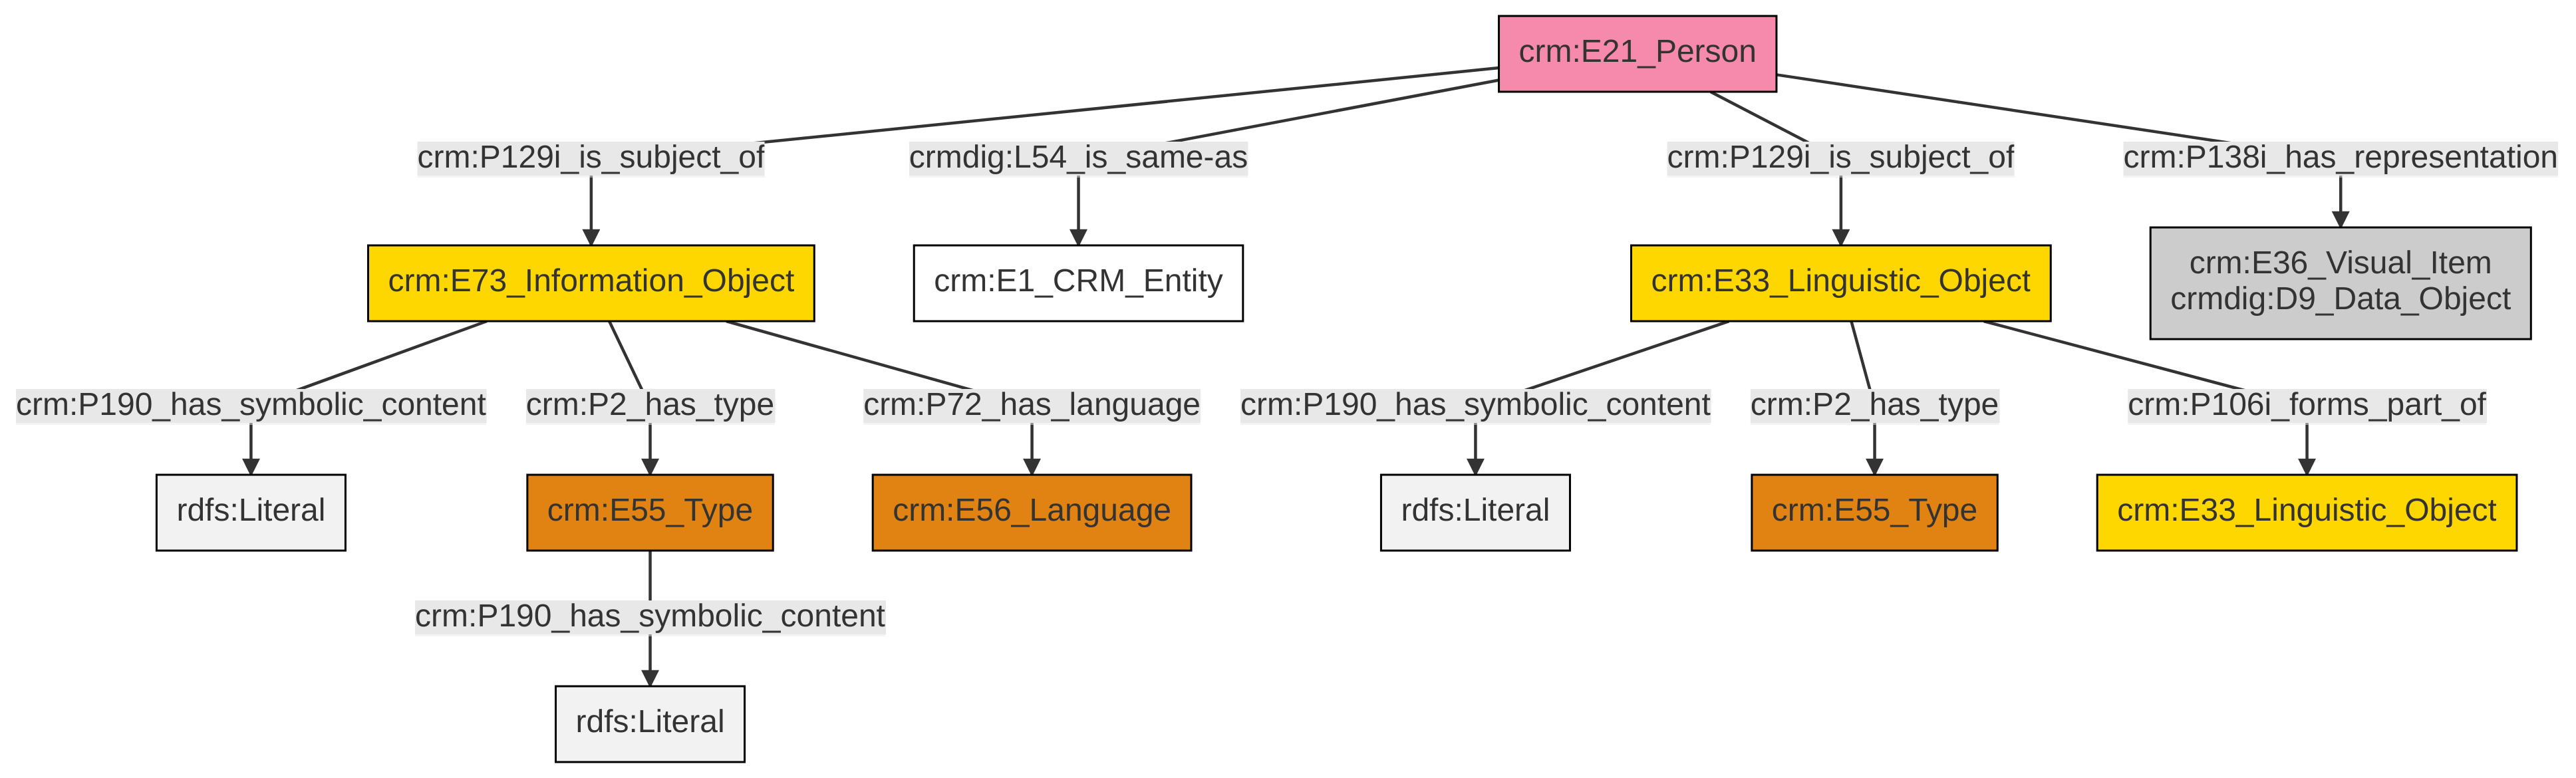 crm:E21_Person
crm:P129i_is_subject_of
crmdig:L54_is_same-as
crm:P129i_is_subject_of
crm:P138i_has_representation
crm:E73_Information_Object
crm:E1_CRM_Entity
crm:E33_Linguistic_Object
crm:E36_Visual_Item
crmdig:D9_Data_Object
crm:P190_has_symbolic_content
crm:P2_has_type
crm:P72_has_language
crm:P190_has_symbolic_content
crm:P2_has_type
crm:P106i_forms_part_of
rdfs:Literal
crm:E55_Type
crm:E56_Language
rdfs:Literal
crm:E55_Type
crm:E33_Linguistic_Object
crm:P190_has_symbolic_content
rdfs:Literal